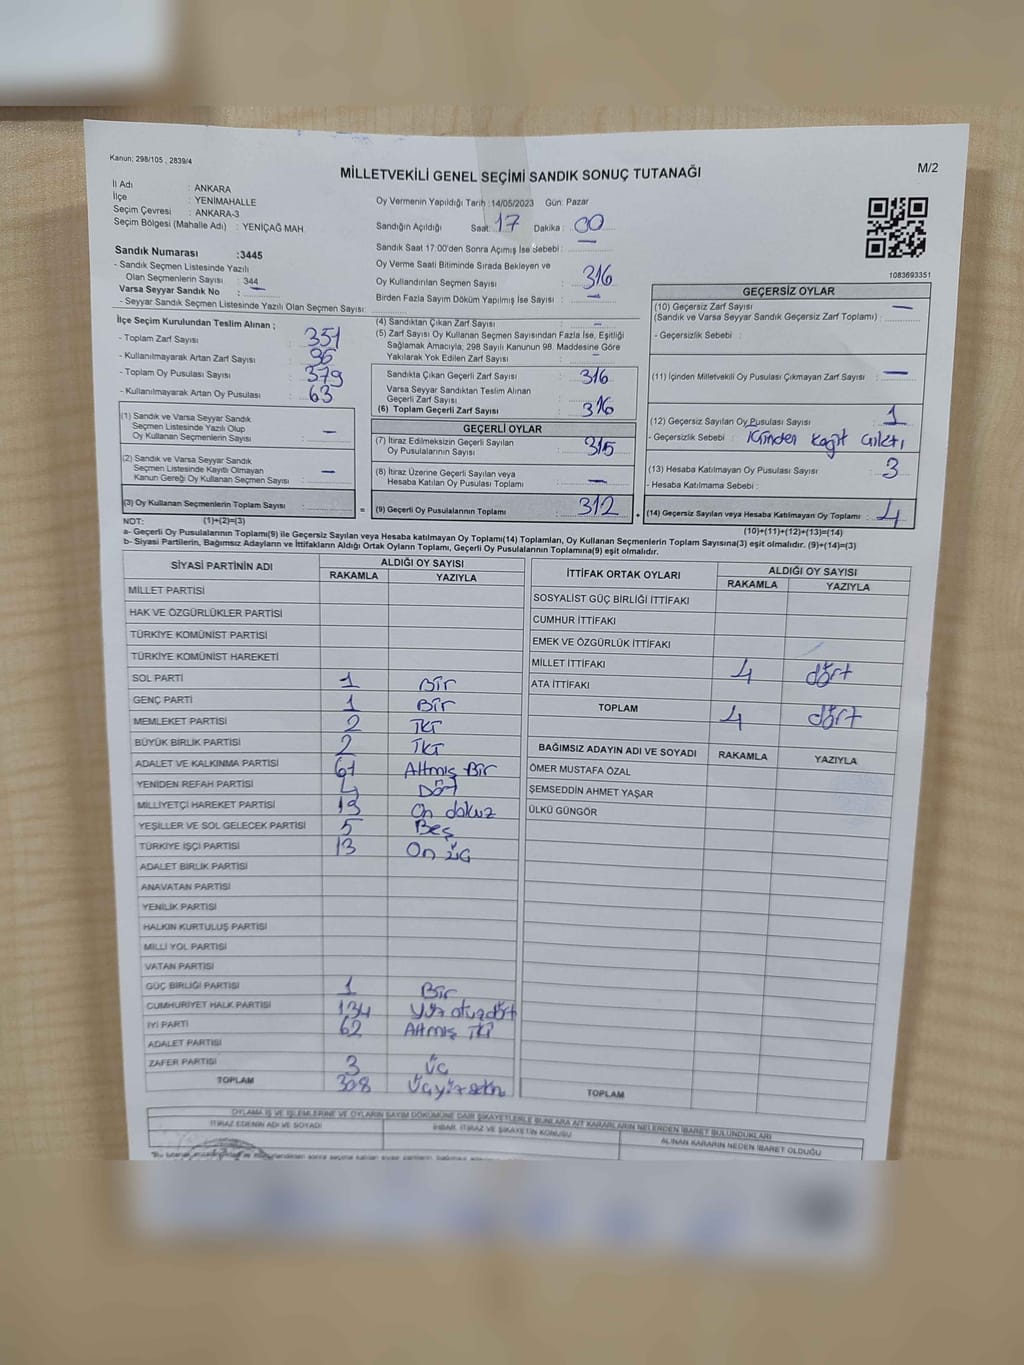 Kanun; 298/105 , 2839/4
M/2
MİLLETVEKİLİ GENEL SEÇİMİ SANDIK SONUÇ TUTANAĞI
İl Adı : ANKARA
İlçe : YENİMAHALLE
Seçim Çevresi : ANKARA-3
Seçim Bölgesi (Mahalle Adı) : YENİÇAĞ MAH.
Sandık Numarası :3445
- Sandık Seçmen Listesinde Yazılı
Olan Seçmenlerin Sayısı : 344
Varsa Seyyar Sandık No : —
- Seyyar Sandık Seçmen Listesinde Yazılı Olan Seçmen Sayısı:
Oy Vermenin Yapıldığı Tarih :14/05/2023 Gün: Pazar
Sandığın Açıldığı Saat: 17 Dakika : 00
Sandık Saat 17:00'den Sonra Açımış İse Sebebi : —
Oy Verme Saati Bitiminde Sırada Bekleyen ve
Oy Kullandırılan Seçmen Sayısı : 316
Birden Fazla Sayım Döküm Yapılmış İse Sayısı : —
1083693351
İlçe Seçim Kurulundan Teslim Alınan ;
- Toplam Zarf Sayısı : 351
- Kullanılmayarak Artan Zarf Sayısı : 36
- Toplam Oy Pusulası Sayısı : 379
- Kullanılmayarak Artan Oy Pusulası : 63
(1) Sandık ve Varsa Seyyar Sandık
Seçmen Listesinde Yazılı Olup
Oy Kullanan Seçmenlerin Sayısı : —
(2) Sandık ve Varsa Seyyar Sandık
Seçmen Listesinde Kayıtlı Olmayan
Kanun Gereği Oy Kullanan Seçmen Sayısı : —
(3) Oy Kullanan Seçmenlerin Toplam Sayısı :
(4) Sandıktan Çıkan Zarf Sayısı : —
(5) Zarf Sayısı Oy Kullanan Seçmen Sayısından Fazla İse, Eşitliği
Sağlamak Amacıyla; 298 Sayılı Kanunun 98. Maddesine Göre
Yakılarak Yok Edilen Zarf Sayısı : —
Sandıkta Çıkan Geçerli Zarf Sayısı : 316
Varsa Seyyar Sandıktan Teslim Alınan
Geçerli Zarf Sayısı :
(6) Toplam Geçerli Zarf Sayısı : 316
GEÇERLİ OYLAR
(7) İtiraz Edilmeksizin Geçerli Sayılan
Oy Pusulalarının Sayısı : 315
(8) İtiraz Üzerine Geçerli Sayılan veya
Hesaba Katılan Oy Pusulası Toplamı : —
= (9) Geçerli Oy Pusulalarının Toplamı : 312
GEÇERSİZ OYLAR
(10) Geçersiz Zarf Sayısı —
(Sandık ve Varsa Seyyar Sandık Geçersiz Zarf Toplamı) :
- Geçersizlik Sebebi :
(11) İçinden Milletvekili Oy Pusulası Çıkmayan Zarf Sayısı : —
(12) Geçersiz Sayılan Oy Pusulası Sayısı : 1
- Geçersizlik Sebebi : içinden kağıt çıktı
(13) Hesaba Katılmayan Oy Pusulası Sayısı : 3
- Hesaba Katılmama Sebebi :
+ (14) Geçersiz Sayılan veya Hesaba Katılmayan Oy Toplamı : 4
NOT: (1)+(2)=(3)
(10)+(11)+(12)+(13)=(14)
a- Geçerli Oy Pusulalarının Toplamı(9) ile Geçersiz Sayılan veya Hesaba katılmayan Oy Toplamı(14) Toplamları, Oy Kullanan Seçmenlerin Toplam Sayısına(3) eşit olmalıdır. (9)+(14)=(3)
b- Siyasi Partilerin, Bağımsız Adayların ve İttifakların Aldığı Ortak Oyların Toplamı, Geçerli Oy Pusulalarının Toplamına(9) eşit olmalıdır.
SİYASİ PARTİNİN ADI ALDIĞI OY SAYISI
RAKAMLA YAZIYLA
MİLLET PARTİSİ
HAK VE ÖZGÜRLÜKLER PARTİSİ
TÜRKİYE KOMÜNİST PARTİSİ
TÜRKİYE KOMÜNİST HAREKETİ
SOL PARTİ 1 Bir
GENÇ PARTİ 1 Bir
MEMLEKET PARTİSİ 2 İki
BÜYÜK BİRLİK PARTİSİ 2 İki
ADALET VE KALKINMA PARTİSİ 61 Altmış Bir
YENİDEN REFAH PARTİSİ 4 Dört
MİLLİYETÇİ HAREKET PARTİSİ 19 On dokuz
YEŞİLLER VE SOL GELECEK PARTİSİ 5 Beş
TÜRKİYE İŞÇİ PARTİSİ 13 On üç
ADALET BİRLİK PARTİSİ
ANAVATAN PARTİSİ
YENİLİK PARTİSİ
HALKIN KURTULUŞ PARTİSİ
MİLLİ YOL PARTİSİ
VATAN PARTİSİ
GÜÇ BİRLİĞİ PARTİSİ 1 Bir
CUMHURİYET HALK PARTİSİ 134 Yüz otuz dört
İYİ PARTİ 62 Altmış İki
ADALET PARTİSİ
ZAFER PARTİSİ 3 Üç
TOPLAM 308 Üçyüz sekiz
İTTİFAK ORTAK OYLARI ALDIĞI OY SAYISI
RAKAMLA YAZIYLA
SOSYALİST GÜÇ BİRLİĞİ İTTİFAKI
CUMHUR İTTİFAKI
EMEK VE ÖZGÜRLÜK İTTİFAKI
MİLLET İTTİFAKI 4 dört
ATA İTTİFAKI
TOPLAM 4 dört
BAĞIMSIZ ADAYIN ADI VE SOYADI RAKAMLA YAZIYLA
ÖMER MUSTAFA ÖZAL
ŞEMSEDDİN AHMET YAŞAR
ÜLKÜ GÜNGÖR
TOPLAM
OYLAMA İŞ VE İŞLEMLERİNE VE OYLARIN SAYIM DÖKÜMÜNE DAİR ŞİKAYETLERLE BUNLARA AİT KARARLARIN NELERDEN İBARET BULUNDUKLARI
İTİRAZ EDENİN ADI VE SOYADI İHBAR, İTİRAZ VE ŞİKAYETİN KONUSU ALINAN KARARIN NEDEN İBARET OLDUĞU